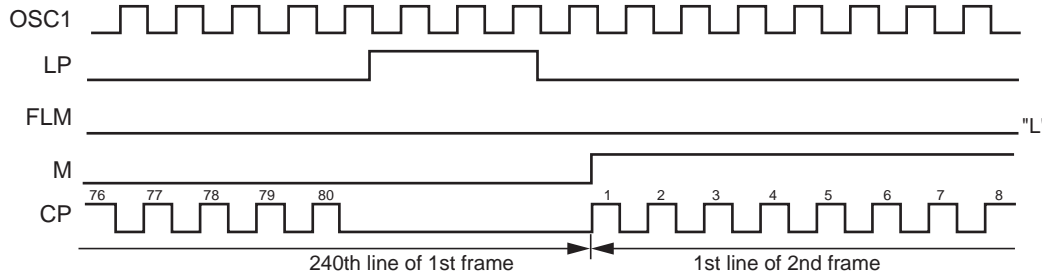 OSC1
LP
FLM
"L"
M
76 77 78 79 80 1 2 3 4 5 6 7 8
CP
240th line of 1st frame 1st line of 2nd frame